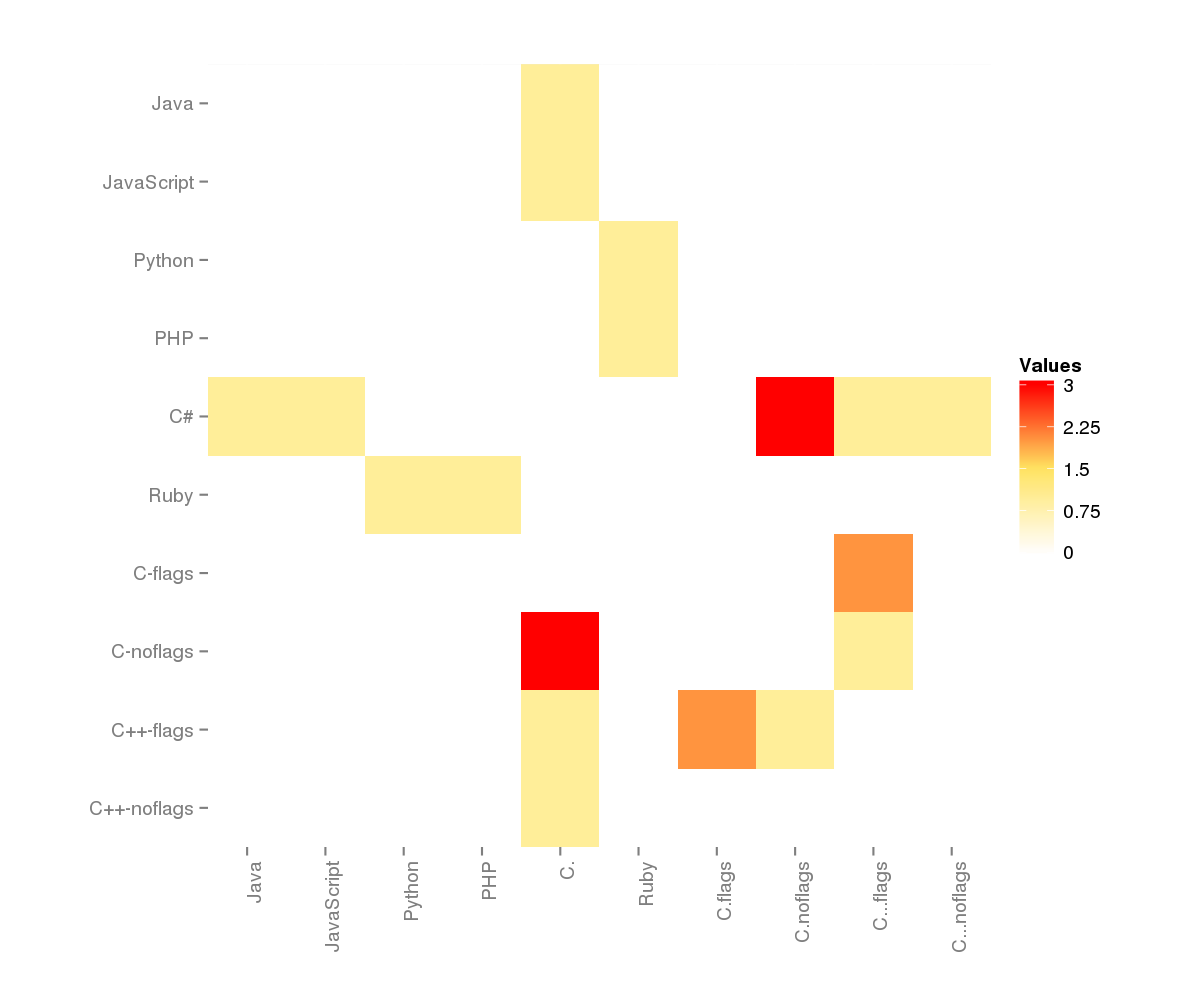 Java
JavaScript
Python
PHP
C#
Ruby
C-flags
C-noflags
C++-flags
C++-noflags
Java
JavaScript
Python
PHP
C.
Ruby
C.flags
C.noflags
C...flags
C...noflags
Values
3
2.25
1.5
0.75
0